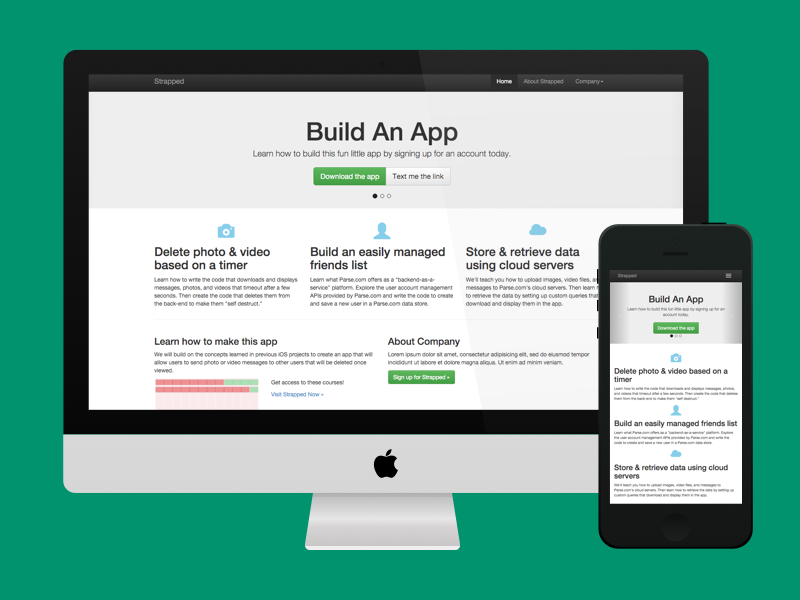 Strapped
Home About Strapped Company
Build An App
Learn how to build this fun little app by signing up for an account today.
Download the app Text me the link
Delete photo & video
based on a timer
Learn how to write the code that downloads and displays
messages, photos, and videos that timeout after a few
seconds. Then create the code that deletes them from
the back-end to make them "self destruct."
Build an easily managed
friends list
Learn what Parse.com offers as a "backend-as-a-
service" platform. Explore the user account management
APIs provided by Parse.com and write the code to create
and save a new user in a Parse.com data store.
Store & retrieve data
using cloud servers
We'll teach you how to upload images, video files, an
messages to Parse.com's cloud servers. Then learn h
to retrieve the data by setting up custom queries tha
download and display them in the app.
Learn how to make this app
We will build on the concepts learned in previous iOS projects to create an app that will
allow users to send photo or video messages to other users that will be deleted once
viewed.
Get access to these courses!
Visit Strapped Now »
About Company
Lorem ipsum dolor sit amet, consectetur adipisicing elit, sed do eiusmod tempor
incididunt ut labore et dolore magna aliqua. Ut enim ad minim veniam.
Sign up for Strapped »
Strapped
Build An App
Learn how to build this fun little app by signing up for an
account today.
Download the app
Delete photo & video based on a
timer
Learn how to write the code that downloads and displays messages, photos,
and videos that timeout after a few seconds. Then create the code that deletes
them from the back-end to make them "self destruct."
Build an easily managed friends list
Learn what Parse.com offers as a "backend-as-a-service" platform. Explore
the user account management APIs provided by Parse.com and write the
code to create and save a new user in a Parse.com data store.
Store & retrieve data using cloud
servers
We'll teach you how to upload images, video files, and messages to
Parse.com's cloud servers. Then learn how to retrieve the data by setting up
custom queries that download and display them in the app.